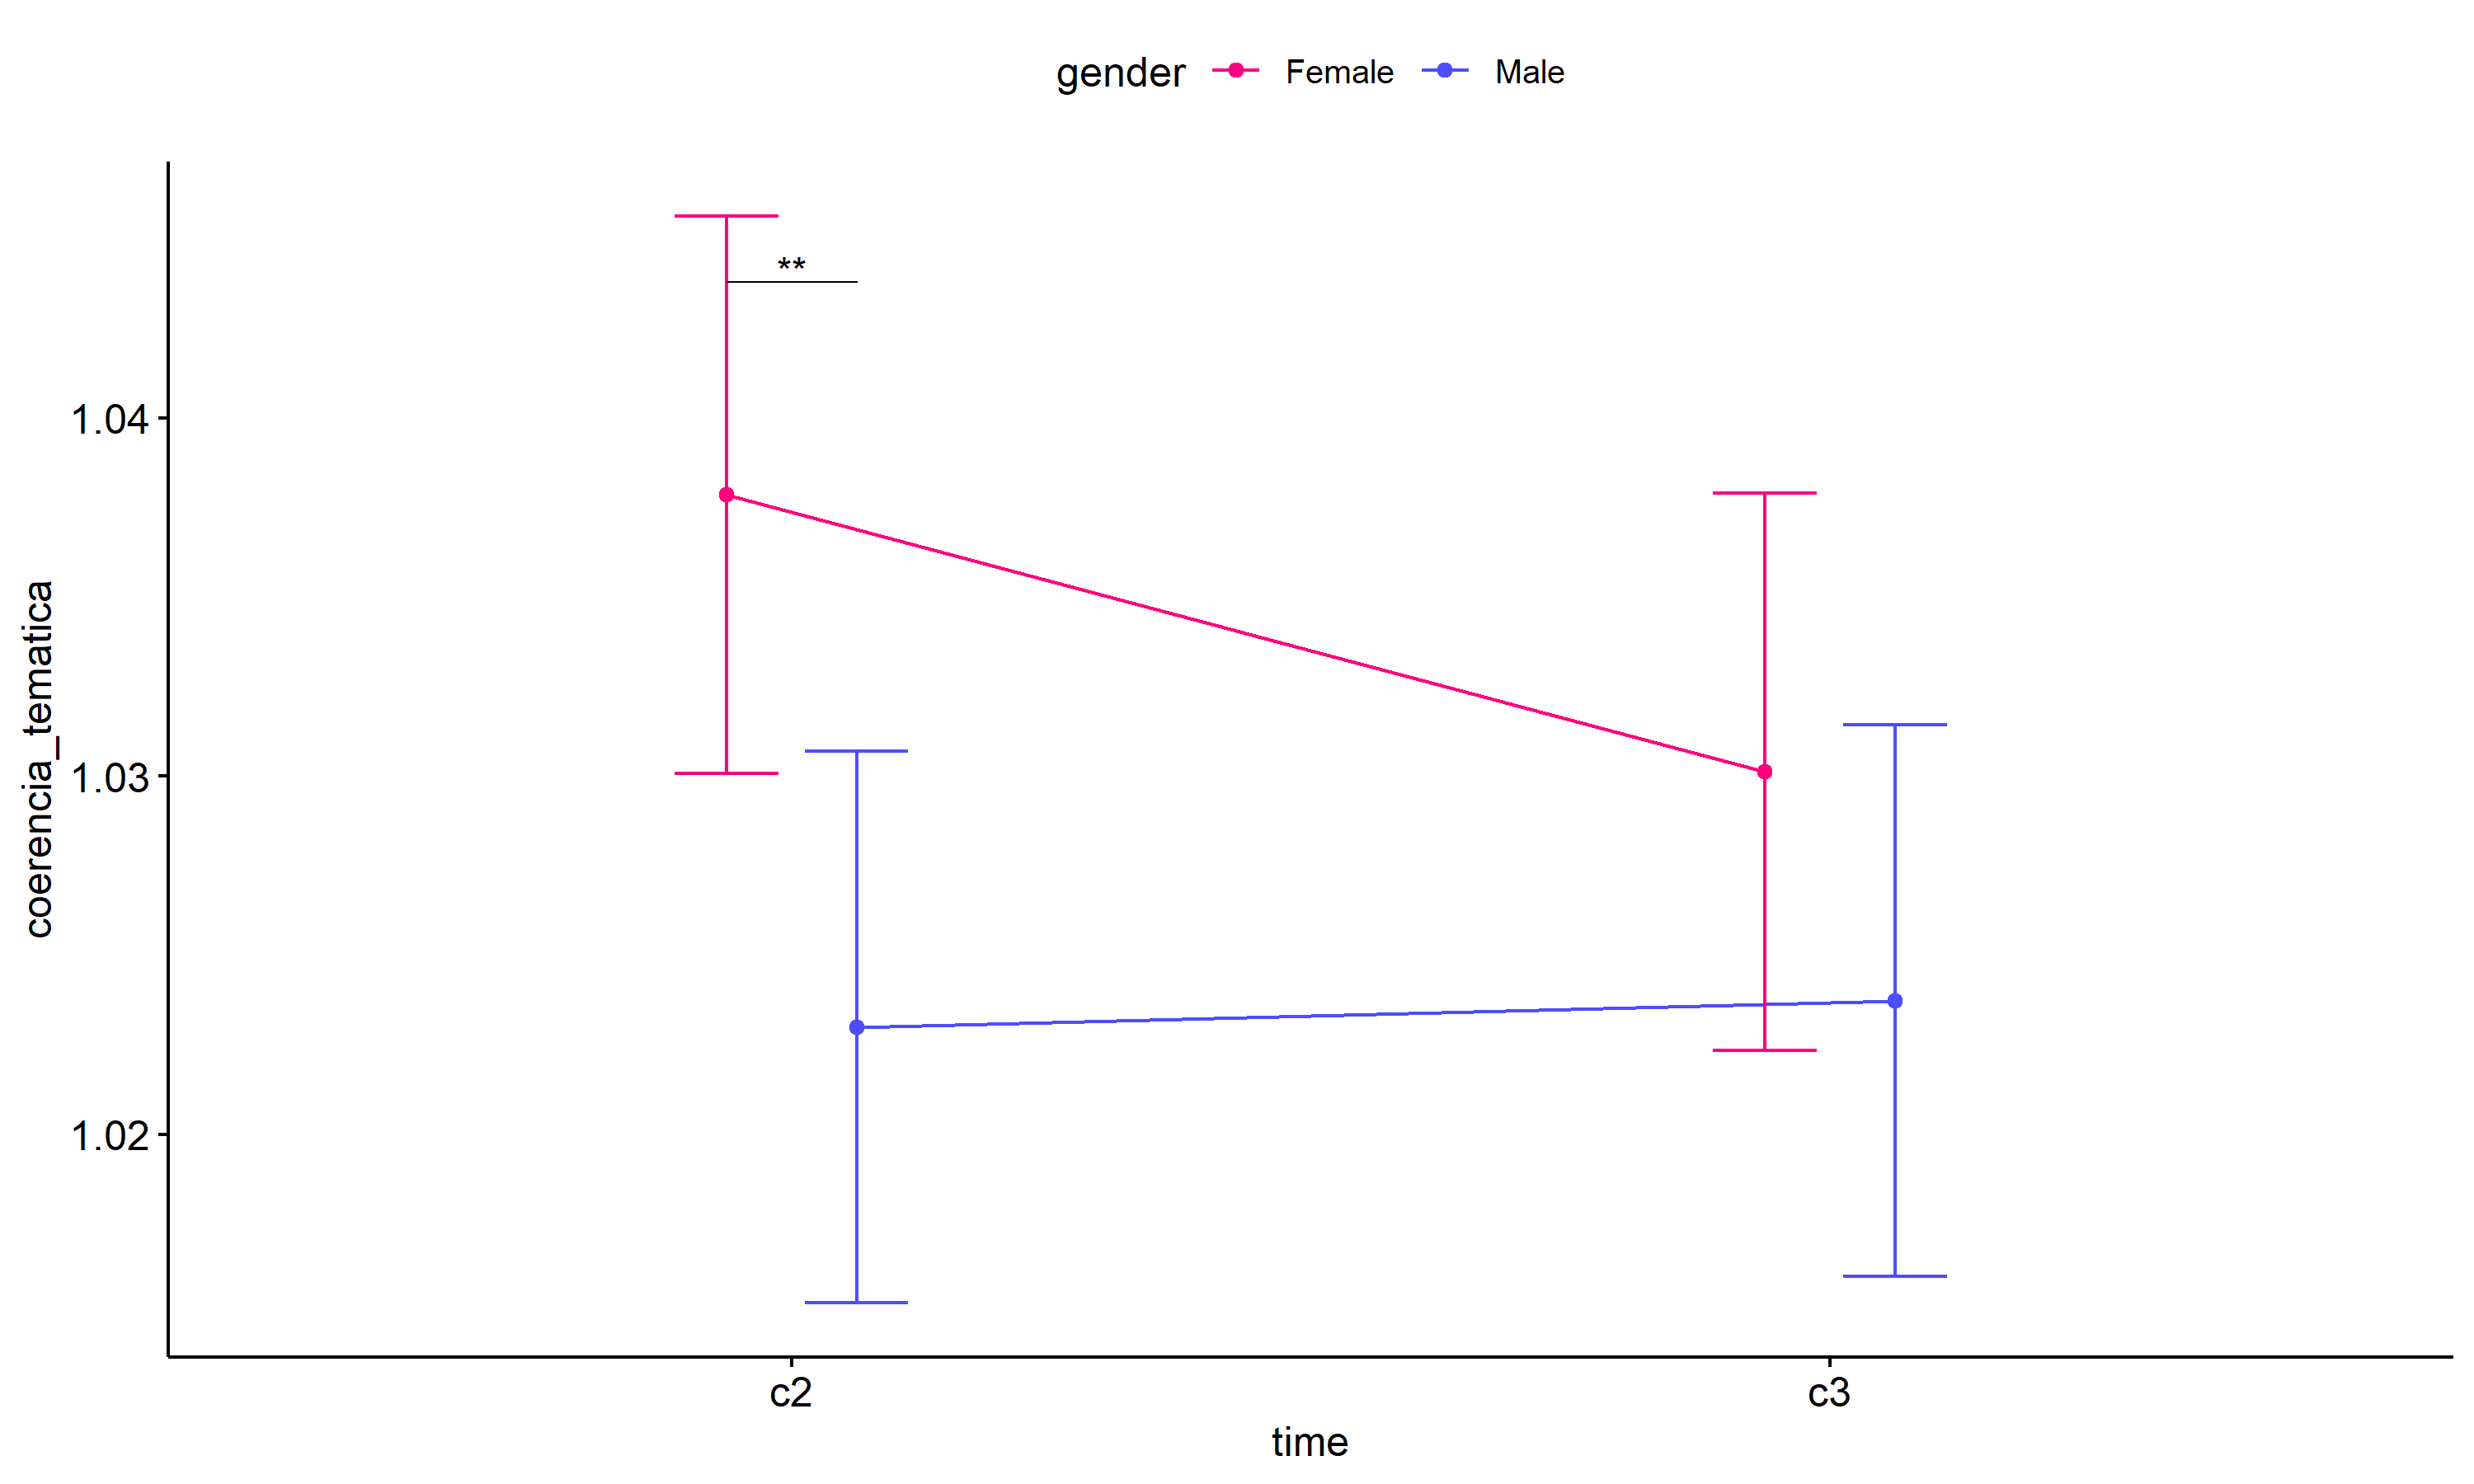 gender Female Male
**
1.04
1.03
1.02
coerencia_tematica
c2 c3
time